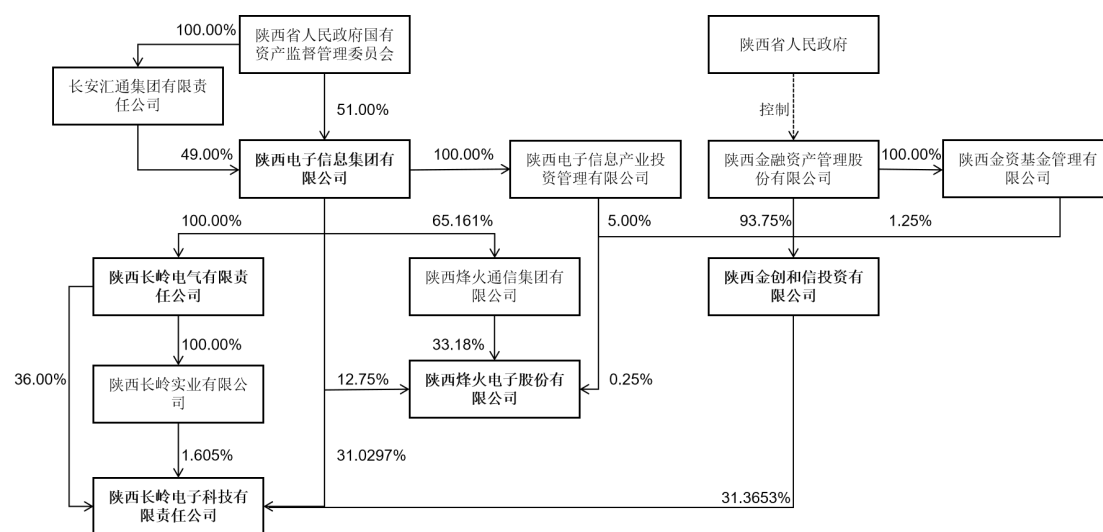 100.00%
陕西省人民政府国有
资产监督管理委员会
陕西省人民政府
长安汇通集团有限责
任公司
51.00%
控制
49.00%
陕西电子信息集团有
限公司
100.00%
陕西电子信息产业投
资管理有限公司
陕西金融资产管理股
份有限公司
100.00%
陕西金资基金管理有
限公司
100.00%
65.161%
5.00%
93.75%
1.25%
陕西长岭电气有限责
任公司
陕西烽火通信集团有
限公司
陕西金创和信投资有
限公司
100.00%
33.18%
36.00%
陕西长岭实业有限公
司
12.75%
陕西烽火电子股份有
限公司
0.25%
1.605%
31.0297%
陕西长岭电子科技有
限责任公司
31.3653%